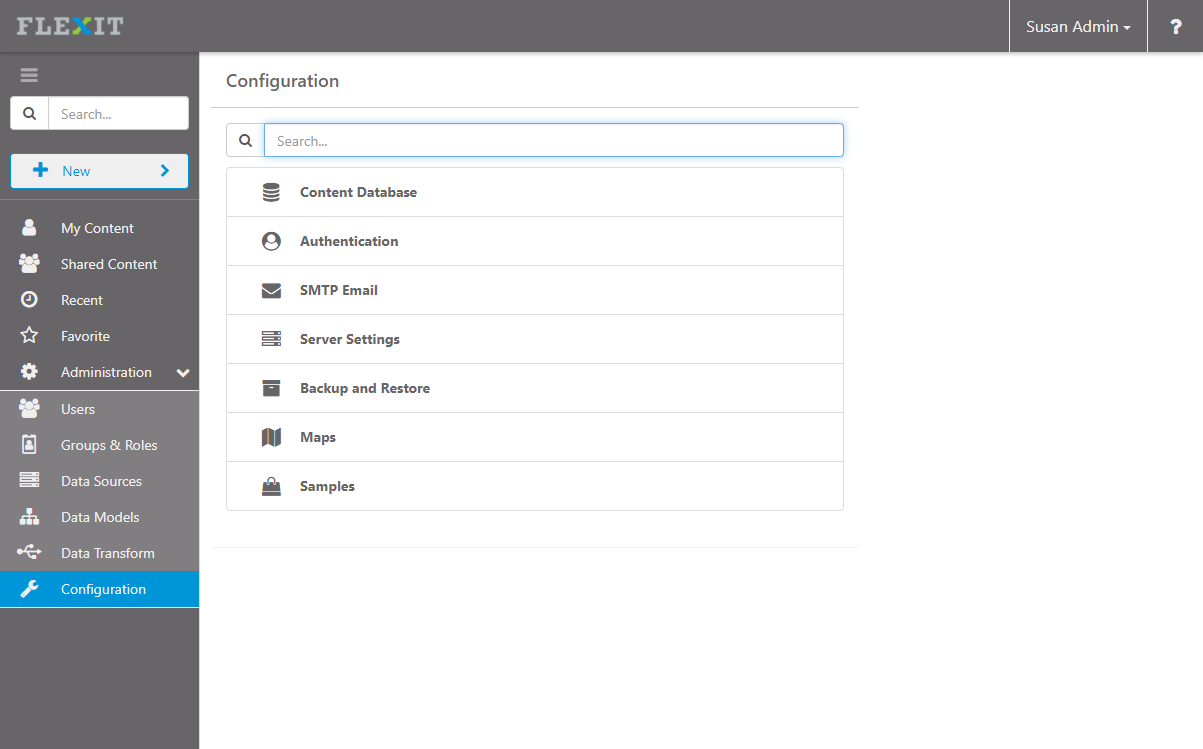 FLEXIT
Susan Admin
?
Search...
New
My Content
Shared Content
Recent
Favorite
Administration
Users
Groups & Roles
Data Sources
Data Models
Data Transform
Configuration
Configuration
Search...
Content Database
Authentication
SMTP Email
Server Settings
Backup and Restore
Maps
Samples